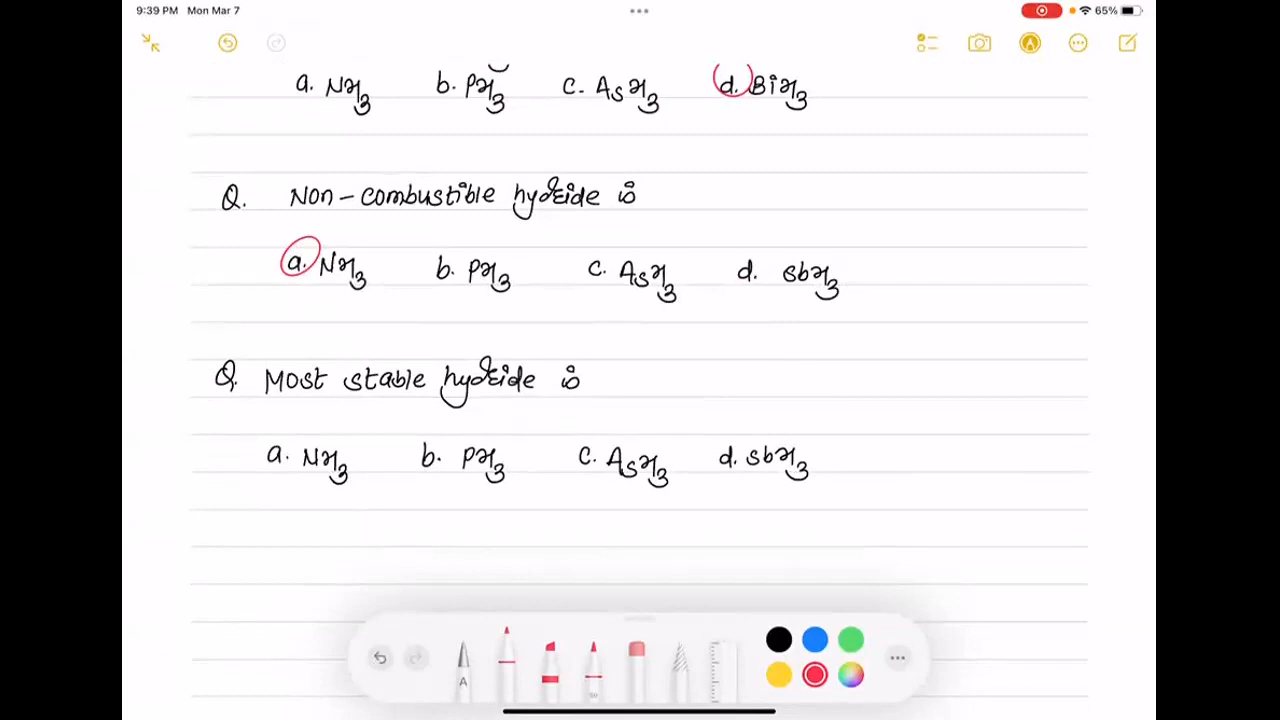 9:39 PM Mon Mar 7 65%
a. NH3 b. PH3 c. AsH3 d. BiH3
Q. Non-combustible hydride is
a. NH3 b. PH3 c. AsH3 d. sbH3
Q. Most stable hydride is
a. NH3 b. PH3 c. AsH3 d. sbH3
A
50